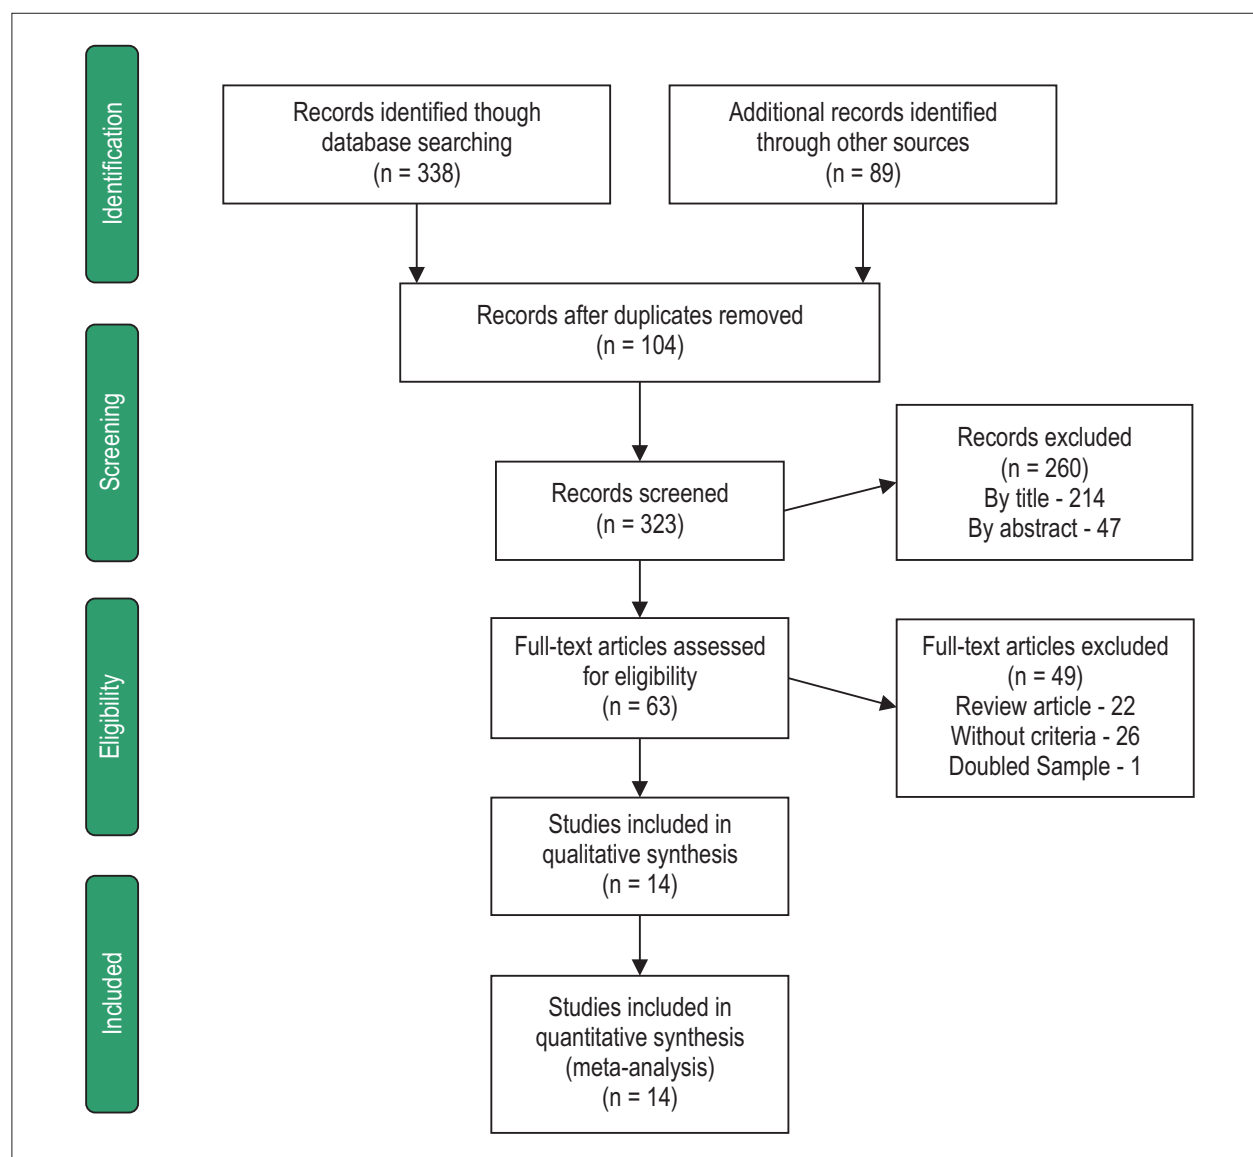 Identification
Records identified though
database searching
(n = 338)
Additional records identified
through other sources
(n = 89)
Records after duplicates removed
(n = 104)
Screening
Records screened
(n = 323)
Records excluded
(n = 260)
By title - 214
By abstract - 47
Eligibility
Full-text articles assessed
for eligibility
(n = 63)
Full-text articles excluded
(n = 49)
Review article - 22
Without criteria - 26
Doubled Sample - 1
Studies included in
qualitative synthesis
(n = 14)
Included
Studies included in
quantitative synthesis
(meta-analysis)
(n = 14)